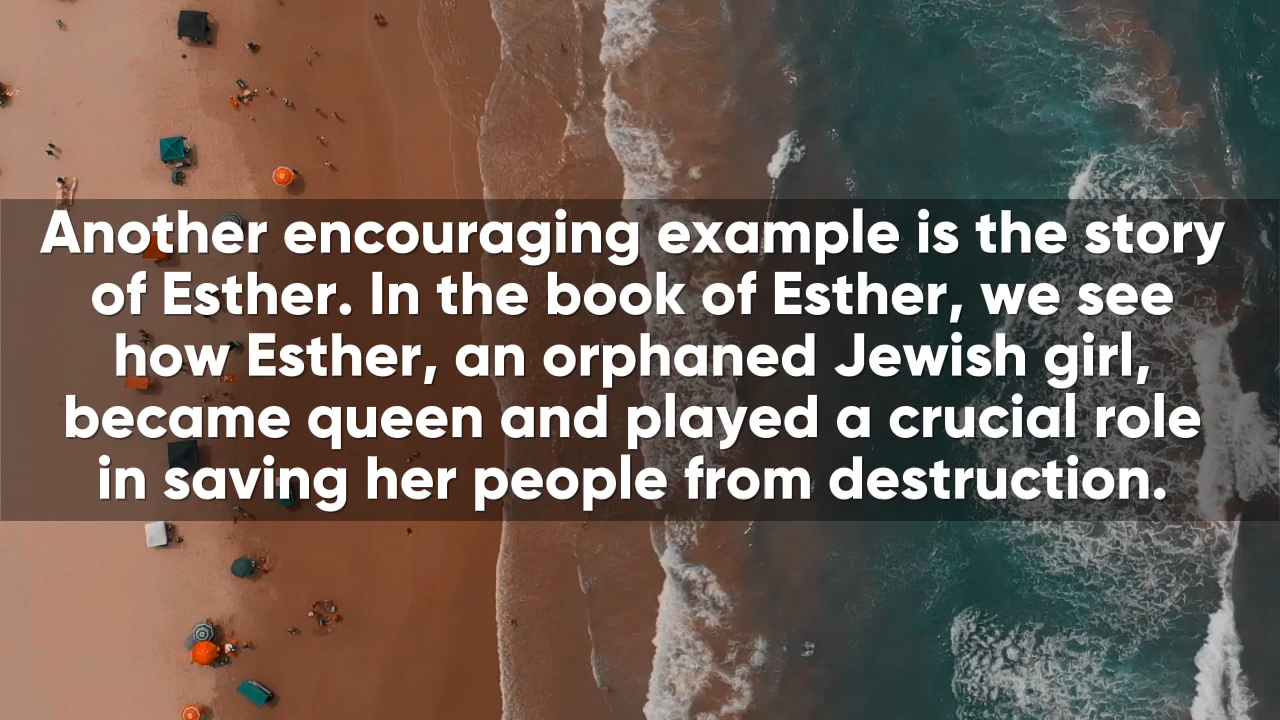 Another encouraging example is the story
of Esther. In the book of Esther, we see
how Esther, an orphaned Jewish girl,
became queen and played a crucial role
in saving her people from destruction.